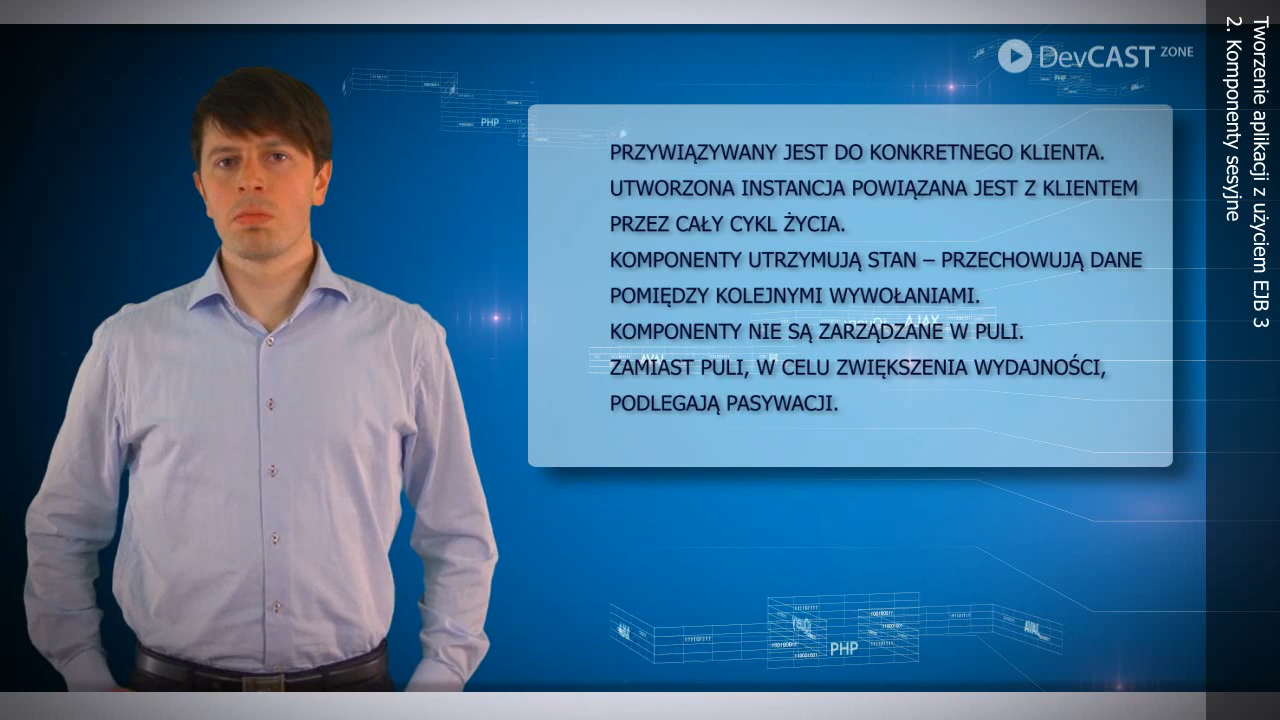 DevCAST ZONE
PRZYWIĄZYWANY JEST DO KONKRETNEGO KLIENTA.
UTWORZONA INSTANCJA POWIĄZANA JEST Z KLIENTEM
PRZEZ CAŁY CYKL ŻYCIA.
KOMPONENTY UTRZYMUJĄ STAN – PRZECHOWUJĄ DANE
POMIĘDZY KOLEJNYMI WYWOŁANIAMI.
KOMPONENTY NIE SĄ ZARZĄDZANE W PULI.
ZAMIAST PULI, W CELU ZWIĘKSZENIA WYDAJNOŚCI,
PODLEGAJĄ PASYWACJI.
Tworzenie aplikacji z użyciem EJB 3
2. Komponenty sesyjne
PHP
AJAX
PHP